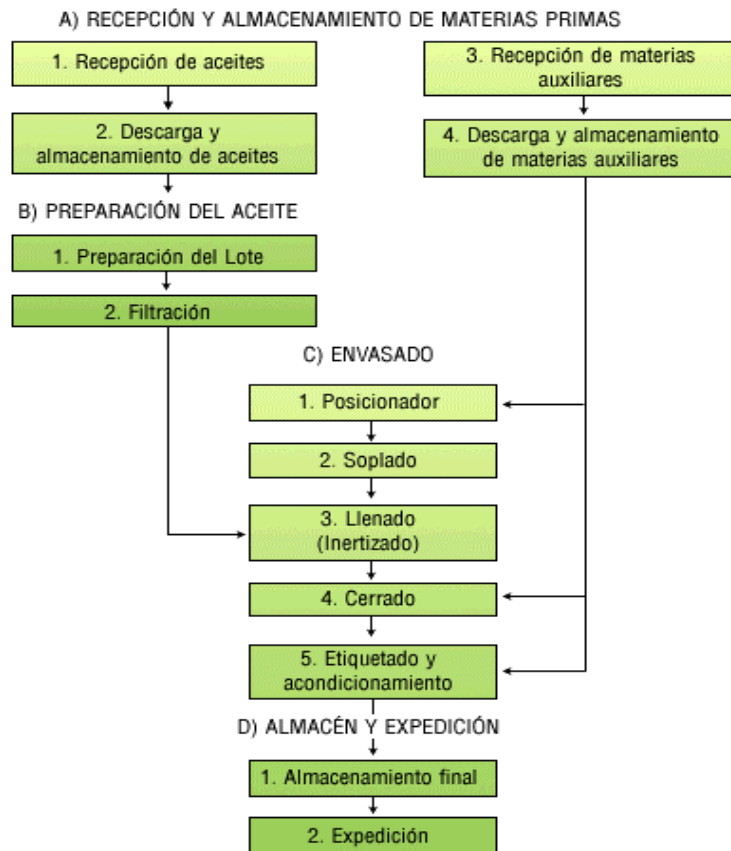 A) RECEPCIÓN Y ALMACENAMIENTO DE MATERIAS PRIMAS
1. Recepción de aceites
2. Descarga y
almacenamiento de aceites
3. Recepción de materias
auxiliares
4. Descarga y almacenamiento
de materias auxiliares
B) PREPARACIÓN DEL ACEITE
1. Preparación del Lote
2. Filtración
C) ENVASADO
1. Posicionador
2. Soplado
3. Llenado
(Inertizado)
4. Cerrado
5. Etiquetado y
acondicionamiento
D) ALMACÉN Y EXPEDICIÓN
1. Almacenamiento final
2. Expedición